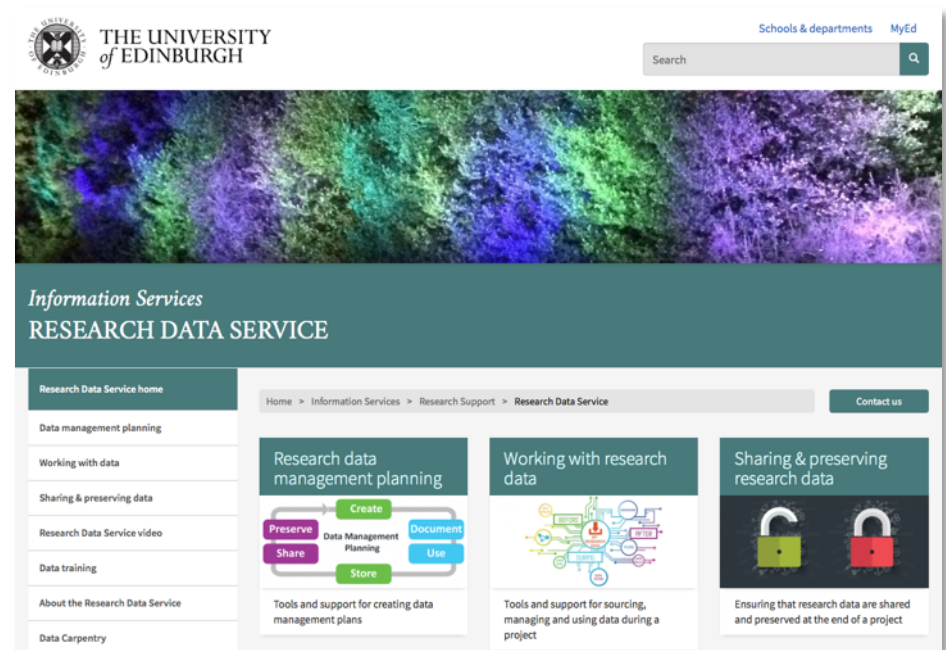 THE UNIVERSITY
of EDINBURGH
Schools & departments MyEd
Search
Information Services
RESEARCH DATA SERVICE
Research Data Service home
Data management planning
Working with data
Sharing & preserving data
Research Data Service video
Data training
About the Research Data Service
Data Carpentry
Home > Information Services > Research Support > Research Data Service
Contact us
Research data
management planning
Create
Preserve
Document
Data Management
Planning
Share
Use
Store
Tools and support for creating data
management plans
Working with research
data
BEFORE
AFTER
DURING
Tools and support for sourcing,
managing and using data during a
project
Sharing & preserving
research data
Ensuring that research data are shared
and preserved at the end of a project